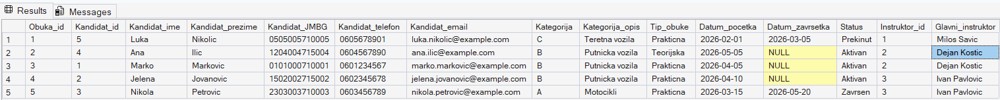 Results Messages
Obuka_id Kandidat_id Kandidat_ime Kandidat_prezime Kandidat_JMBG Kandidat_telefon Kandidat_email Kategorija Kategorija_opis Tip_obuke Datum_pocetka Datum_zavrsetka Status Instruktor_id Glavni_instruktor
1 1 5 Luka Nikolic 0505005710005 0605678901 luka.nikolic@example.com C Teretna vozila Prakticna 2026-02-01 2026-03-05 Prekinut 1 Milos Savic
2 2 4 Ana Ilic 1204004715004 0604567890 ana.ilic@example.com B Putnicka vozila Teorijska 2026-05-05 NULL Aktivan 2 Dejan Kostic
3 3 1 Marko Markovic 0101000710001 0601234567 marko.markovic@example.com B Putnicka vozila Prakticna 2026-04-05 NULL Aktivan 2 Dejan Kostic
4 4 2 Jelena Jovanovic 1502002715002 0602345678 jelena.jovanovic@example.com B Putnicka vozila Prakticna 2026-04-10 NULL Aktivan 3 Ivan Pavlovic
5 5 3 Nikola Petrovic 2303003710003 0603456789 nikola.petrovic@example.com A Motocikli Prakticna 2026-03-15 2026-05-20 Zavrsen 3 Ivan Pavlovic